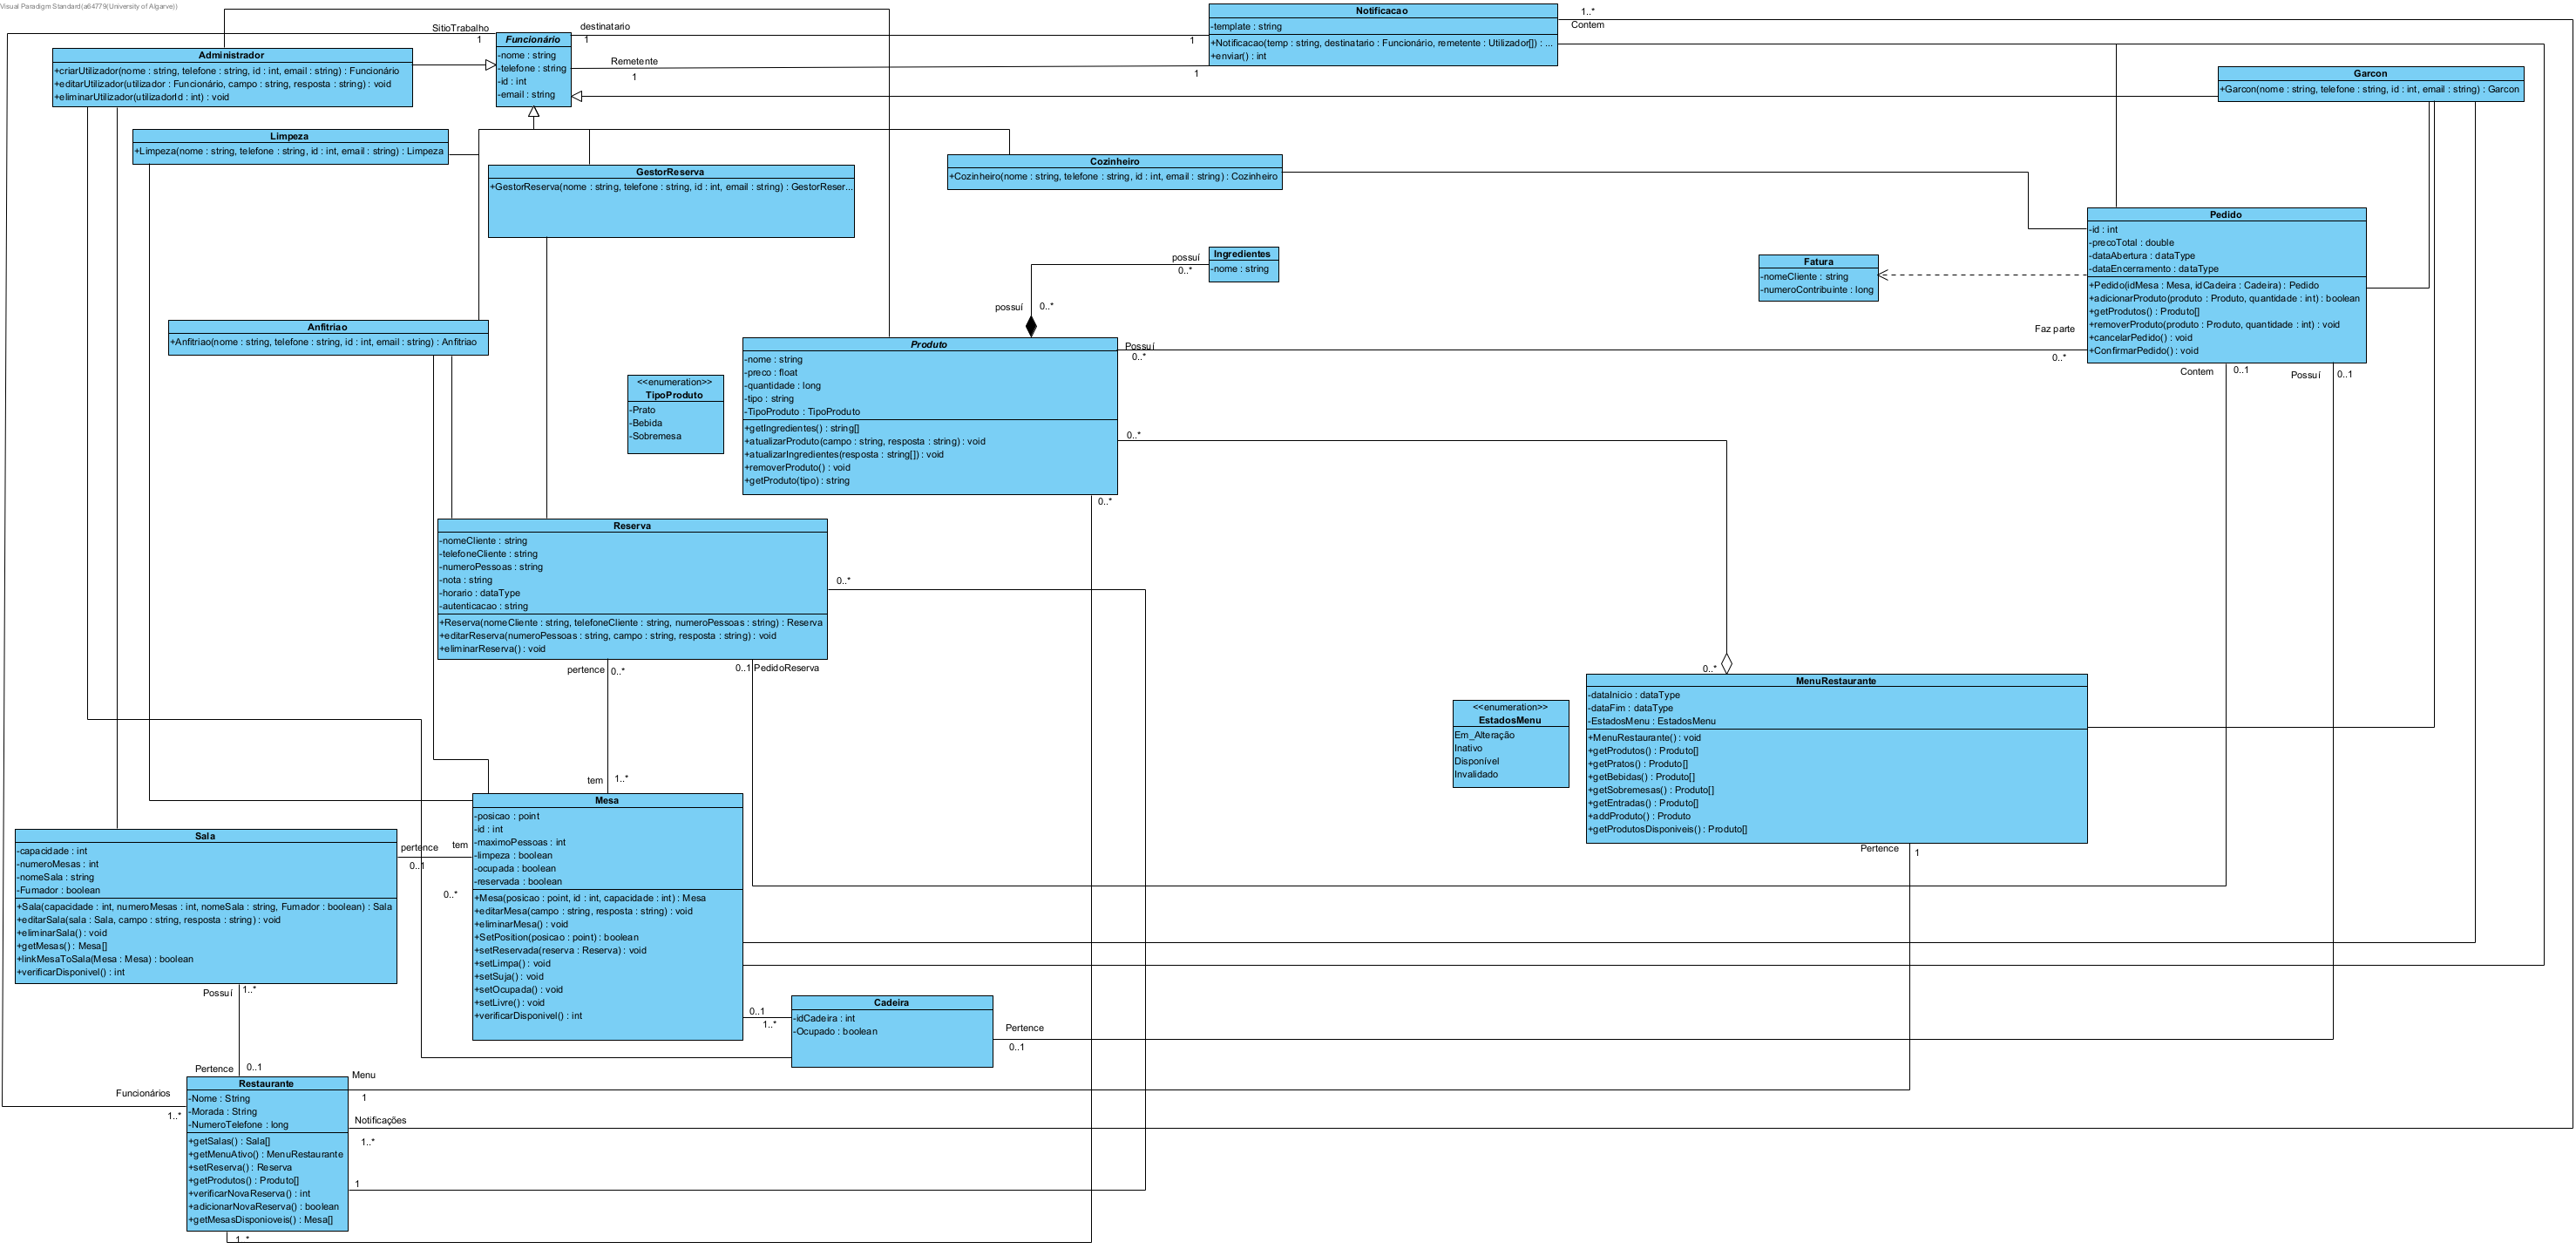 Visual Paradigm Standard(a64779(University of Algarve))
Notificacao
-template : string
+Notificacao(temp : string, destinatario : Funcionário, remetente : Utilizador[]) : ...
+enviar() : int
1..*
Contem
SitioTrabalho
1
destinatario
1
1
Remetente
1
1
Funcionário
-nome : string
-telefone : string
-id : int
-email : string
Administrador
+criarUtilizador(nome : string, telefone : string, id : int, email : string) : Funcionário
+editarUtilizador(utilizador : Funcionário, campo : string, resposta : string) : void
+eliminarUtilizador(utilizadorId : int) : void
Garcon
+Garcon(nome : string, telefone : string, id : int, email : string) : Garcon
Limpeza
+Limpeza(nome : string, telefone : string, id : int, email : string) : Limpeza
GestorReserva
+GestorReserva(nome : string, telefone : string, id : int, email : string) : GestorReser...
Cozinheiro
+Cozinheiro(nome : string, telefone : string, id : int, email : string) : Cozinheiro
Pedido
-id : int
-precoTotal : double
-dataAbertura : dataType
-dataEncerramento : dataType
+Pedido(idMesa : Mesa, idCadeira : Cadeira) : Pedido
+adicionarProduto(produto : Produto, quantidade : int) : boolean
+getProdutos() : Produto[]
+removerProduto(produto : Produto, quantidade : int) : void
+cancelarPedido() : void
+ConfirmarPedido() : void
Fatura
-nomeCliente : string
-numeroContribuinte : long
Ingredientes
-nome : string
possuí
0..*
possuí
0..*
Anfitriao
+Anfitriao(nome : string, telefone : string, id : int, email : string) : Anfitriao
Produto
-nome : string
-preco : float
-quantidade : long
-tipo : string
-TipoProduto : TipoProduto
+getIngredientes() : string[]
+atualizarProduto(campo : string, resposta : string) : void
+atualizarIngredientes(resposta : string[]) : void
+removerProduto() : void
+getProduto(tipo) : string
Possuí
0..*
Faz parte
0..*
Contem
0..1
Possuí
0..1
<<enumeration>>
TipoProduto
-Prato
-Bebida
-Sobremesa
0..*
0..*
Reserva
-nomeCliente : string
-telefoneCliente : string
-numeroPessoas : string
-nota : string
-horario : dataType
-autenticacao : string
+Reserva(nomeCliente : string, telefoneCliente : string, numeroPessoas : string) : Reserva
+editarReserva(numeroPessoas : string, campo : string, resposta : string) : void
+eliminarReserva() : void
0..*
pertence
0..*
0..1
PedidoReserva
0..*
MenuRestaurante
-dataInicio : dataType
-dataFim : dataType
-EstadosMenu : EstadosMenu
+MenuRestaurante() : void
+getProdutos() : Produto[]
+getPratos() : Produto[]
+getBebidas() : Produto[]
+getSobremesas() : Produto[]
+getEntradas() : Produto[]
+addProduto() : Produto
+getProdutosDisponiveis() : Produto[]
<<enumeration>>
EstadosMenu
Em_Alteração
Inativo
Disponível
Invalidado
Pertence
1
tem
1..*
Mesa
-posicao : point
-id : int
-maximoPessoas : int
-limpeza : boolean
-ocupada : boolean
-reservada : boolean
+Mesa(posicao : point, id : int, capacidade : int) : Mesa
+editarMesa(campo : string, resposta : string) : void
+eliminarMesa() : void
+SetPosition(posicao : point) : boolean
+setReservada(reserva : Reserva) : void
+setLimpa() : void
+setSuja() : void
+setOcupada() : void
+setLivre() : void
+verificarDisponivel() : int
Sala
-capacidade : int
-numeroMesas : int
-nomeSala : string
-Fumador : boolean
+Sala(capacidade : int, numeroMesas : int, nomeSala : string, Fumador : boolean) : Sala
+editarSala(sala : Sala, campo : string, resposta : string) : void
+eliminarSala() : void
+getMesas() : Mesa[]
+linkMesaToSala(Mesa : Mesa) : boolean
+verificarDisponivel() : int
pertence
0..1
tem
0..*
Possuí
1..*
0..1
1..*
Cadeira
-idCadeira : int
-Ocupado : boolean
Pertence
0..1
Pertence
0..1
Restaurante
-Nome : String
-Morada : String
-NumeroTelefone : long
+getSalas() : Sala[]
+getMenuAtivo() : MenuRestaurante
+setReserva() : Reserva
+getProdutos() : Produto[]
+verificarNovaReserva() : int
+adicionarNovaReserva() : boolean
+getMesasDisponioveis() : Mesa[]
Menu
1
Funcionários
1..*
Notificações
1..*
1
1..*